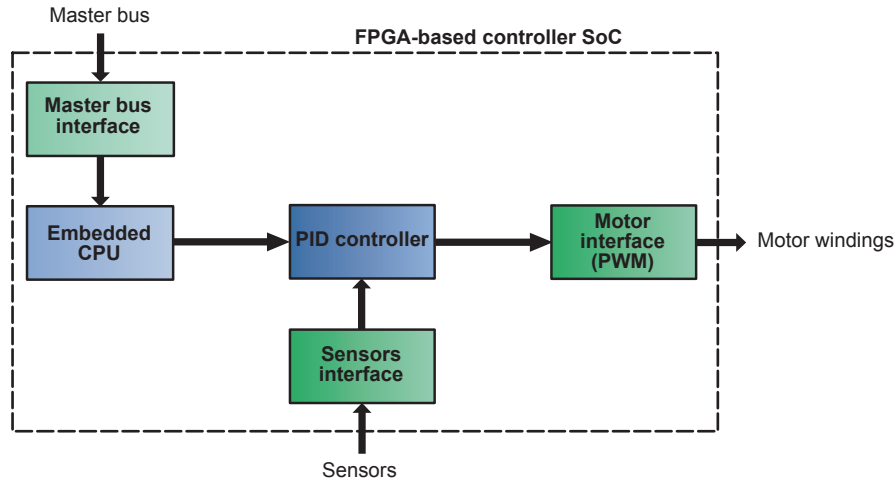 Master bus
FPGA-based controller SoC
Master bus
interface
Embedded
CPU
PID controller
Motor
interface
(PWM)
Motor windings
Sensors
interface
Sensors